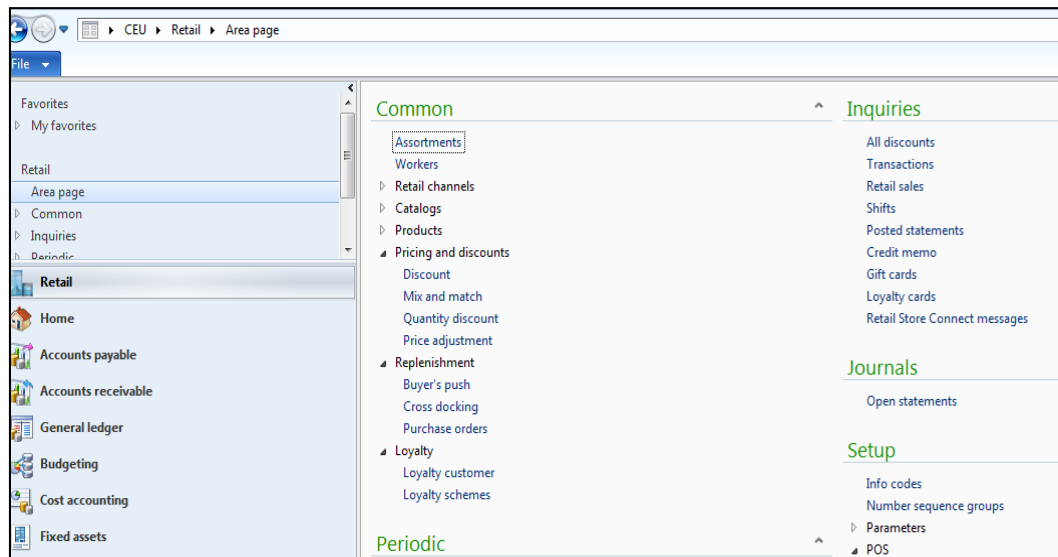 CEU Retail Area page
File
Favorites
My favorites
Retail
Area page
Common
Inquiries
Periodic
Retail
Home
Accounts payable
Accounts receivable
General ledger
Budgeting
Cost accounting
Fixed assets
Common
Assortments
Workers
Retail channels
Catalogs
Products
Pricing and discounts
Discount
Mix and match
Quantity discount
Price adjustment
Replenishment
Buyer's push
Cross docking
Purchase orders
Loyalty
Loyalty customer
Loyalty schemes
Periodic
Inquiries
All discounts
Transactions
Retail sales
Shifts
Posted statements
Credit memo
Gift cards
Loyalty cards
Retail Store Connect messages
Journals
Open statements
Setup
Info codes
Number sequence groups
Parameters
POS